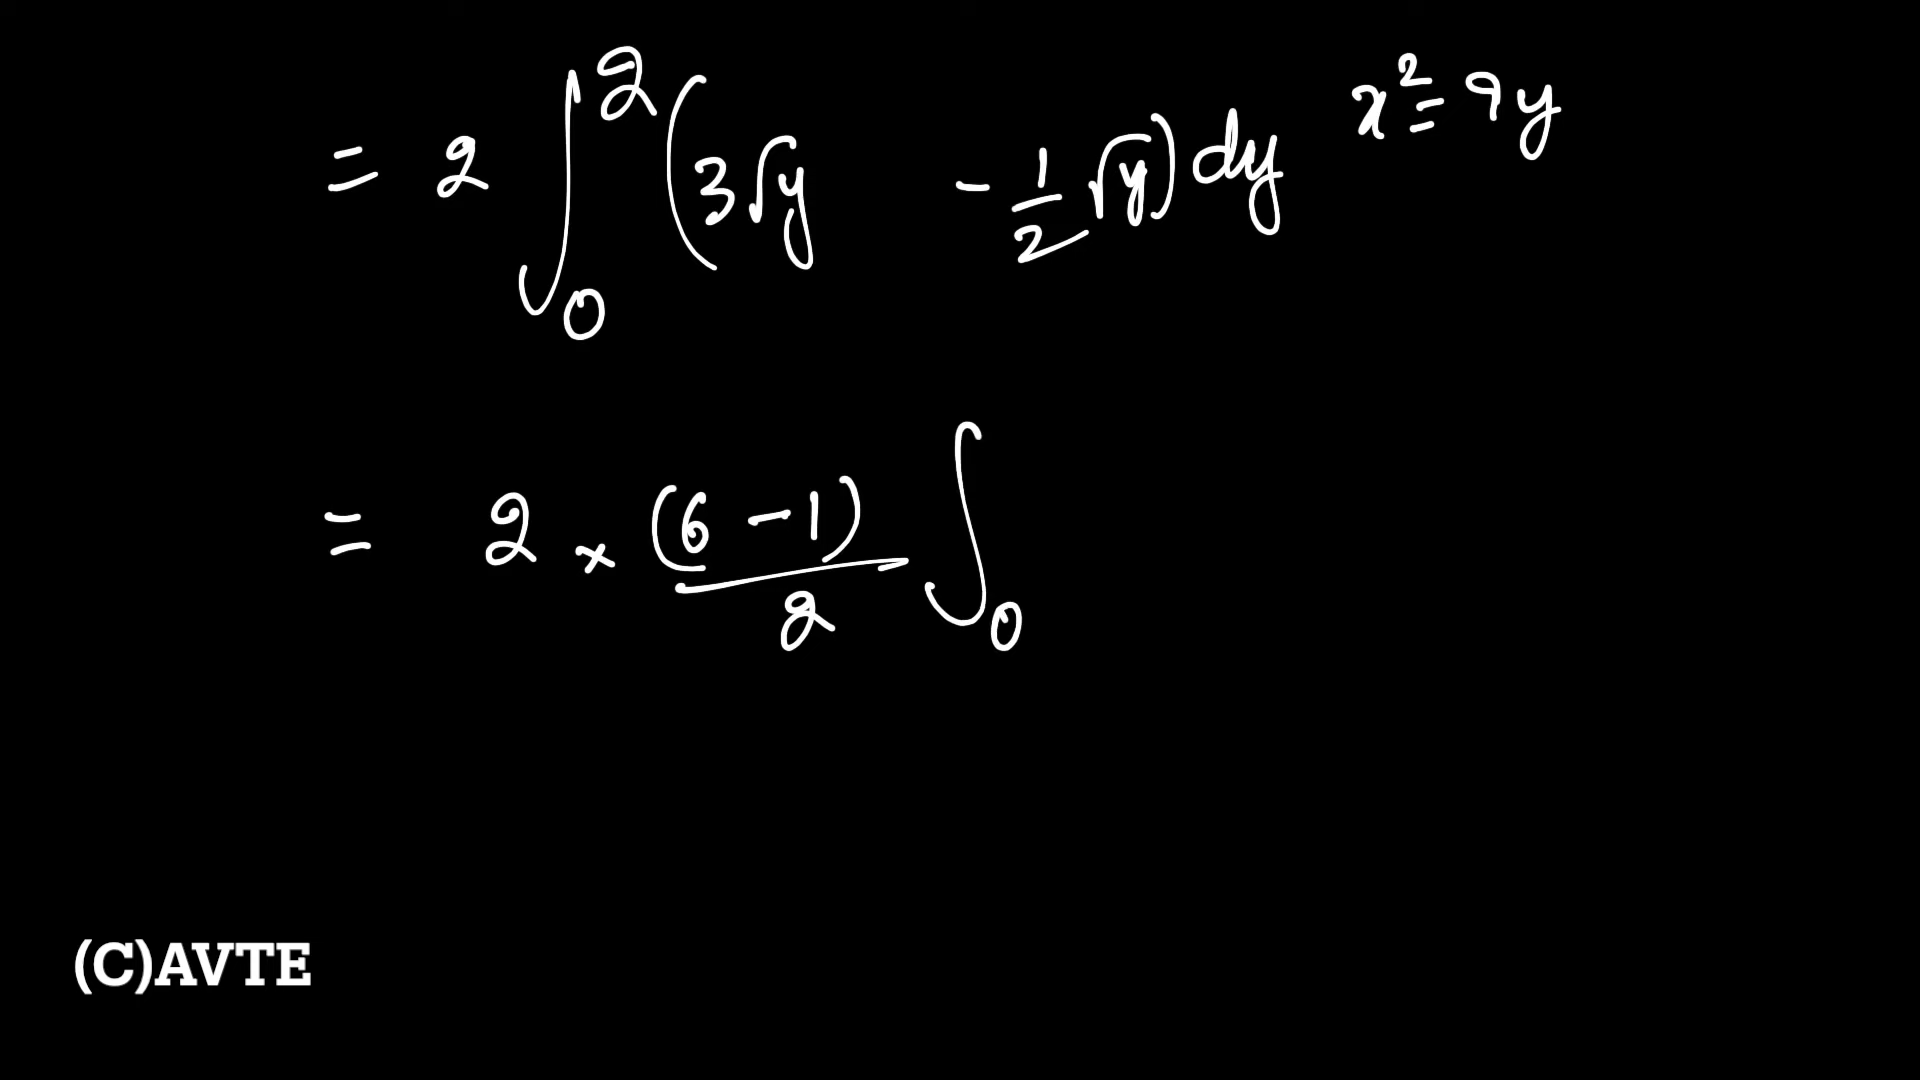 = 2 ∫₀² (3√y - 1/2 √y) dy x² = 9y
= 2 × (6 - 1)/2 ∫₀
(C)AVTE